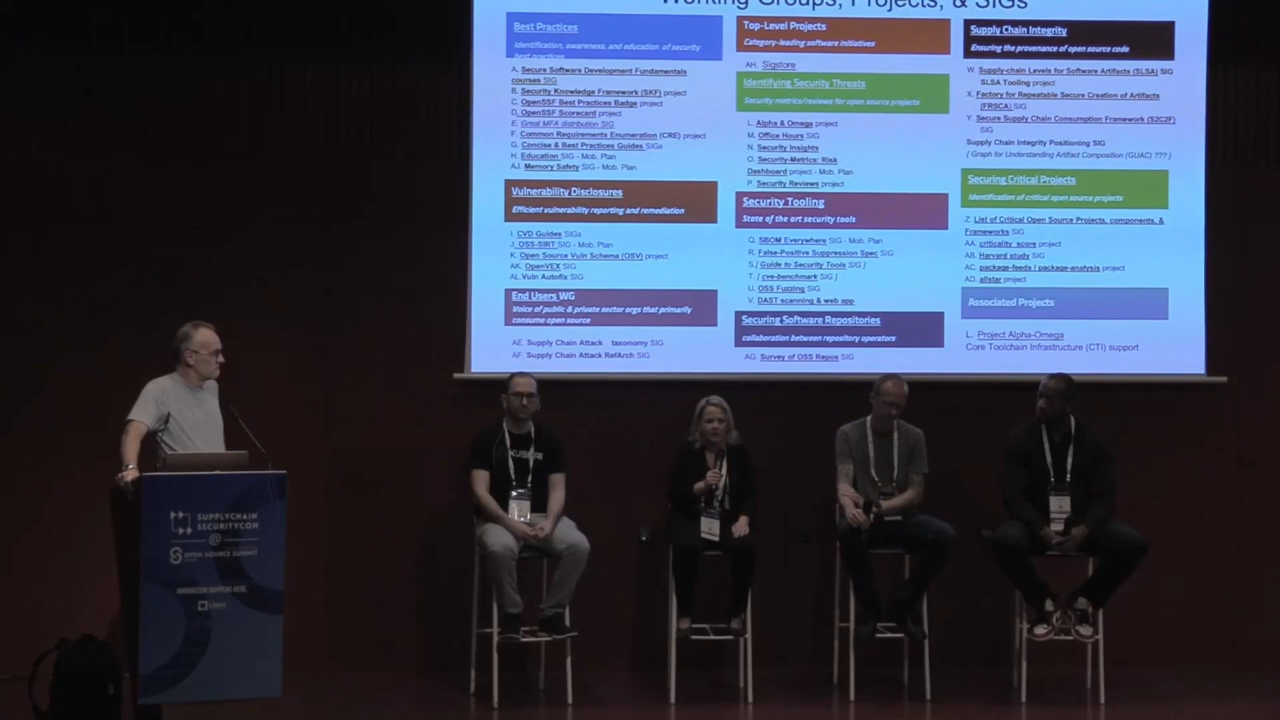 Working Groups, Projects, & SIGs
Best Practices
Identification, awareness, and education of security
best practices
A. Secure Software Development Fundamentals
courses SIG
B. Security Knowledge Framework (SKF) project
C. OpenSSF Best Practices Badge project
D. OpenSSF Scorecard project
E. Great MFA distribution SIG
F. Common Requirements Enumeration (CRE) project
G. Concise & Best Practices Guides SIGs
H. Education SIG - Mob. Plan
AJ. Memory Safety SIG - Mob. Plan
Vulnerability Disclosures
Efficient vulnerability reporting and remediation
I. CVD Guides SIGs
J. OSS-SIRT SIG - Mob. Plan
K. Open Source Vuln Schema (OSV) project
AK. OpenVEX SIG
AL. Vuln Autofix SIG
End Users WG
Voice of public & private sector orgs that primarily
consume open source
AE. Supply Chain Attack taxonomy SIG
AF. Supply Chain Attack RefArch SIG
Top-Level Projects
Category-leading software initiatives
AH. Sigstore
Identifying Security Threats
Security metrics/reviews for open source projects
L. Alpha & Omega project
M. Office Hours SIG
N. Security Insights
O. Security-Metrics: Risk
Dashboard project - Mob. Plan
P. Security Reviews project
Security Tooling
State of the art security tools
Q. SBOM Everywhere SIG - Mob. Plan
R. False-Positive Suppression Spec SIG
S. [ Guide to Security Tools SIG ]
T. [ cve-benchmark SIG ]
U. OSS Fuzzing SIG
V. DAST scanning & web app
Securing Software Repositories
collaboration between repository operators
AG. Survey of OSS Repos SIG
Supply Chain Integrity
Ensuring the provenance of open source code
W. Supply-chain Levels for Software Artifacts (SLSA) SIG
SLSA Tooling project
X. Factory for Repeatable Secure Creation of Artifacts
(FRSCA) SIG
Y. Secure Supply Chain Consumption Framework (S2C2F)
SIG
Supply Chain Integrity Positioning SIG
( Graph for Understanding Artifact Composition (GUAC) ??? )
Securing Critical Projects
Identification of critical open source projects
Z. List of Critical Open Source Projects, components, &
Frameworks SIG
AA. criticality_score project
AB. Harvard study SIG
AC. package-feeds / package-analysis project
AD. allstar project
Associated Projects
L. Project Alpha-Omega
Core Toolchain Infrastructure (CTI) support
SUPPLYCHAIN
SECURITYCON
@
OPEN SOURCE SUMMIT
INNOVATION HAPPENS HERE